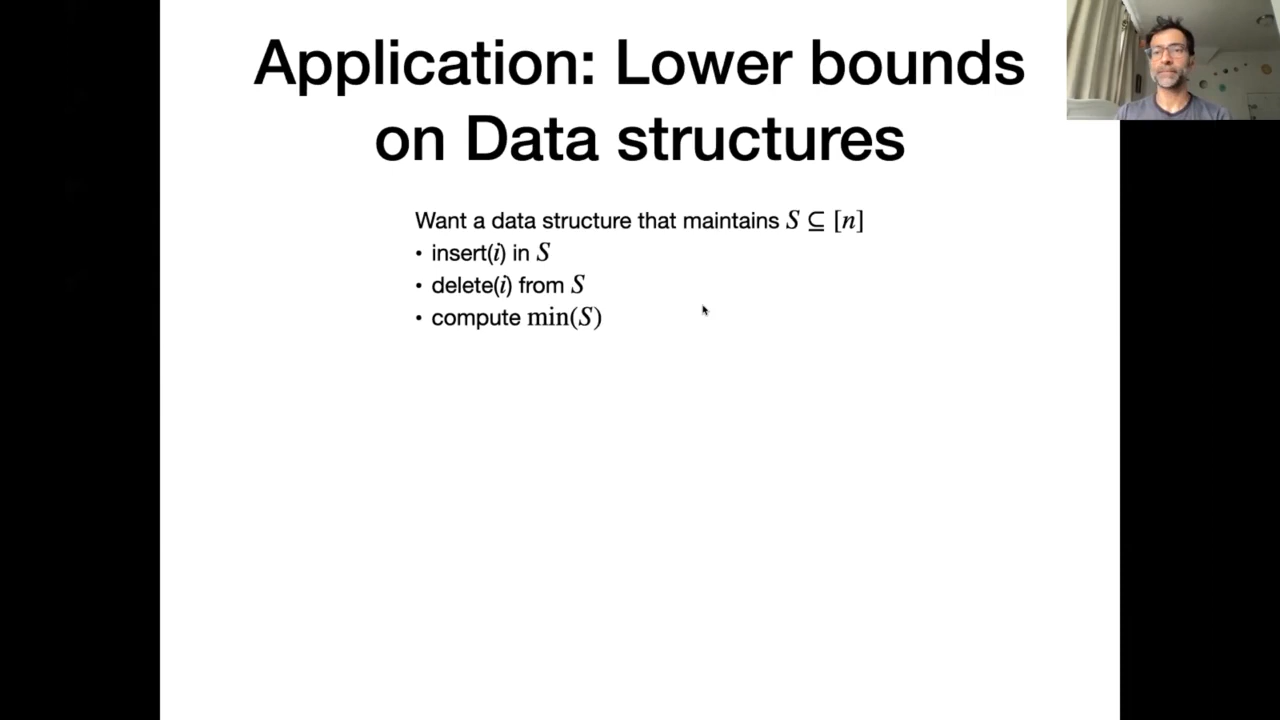 Application: Lower bounds
on Data structures
Want a data structure that maintains S ⊆ [n]
• insert(i) in S
• delete(i) from S
• compute min(S)